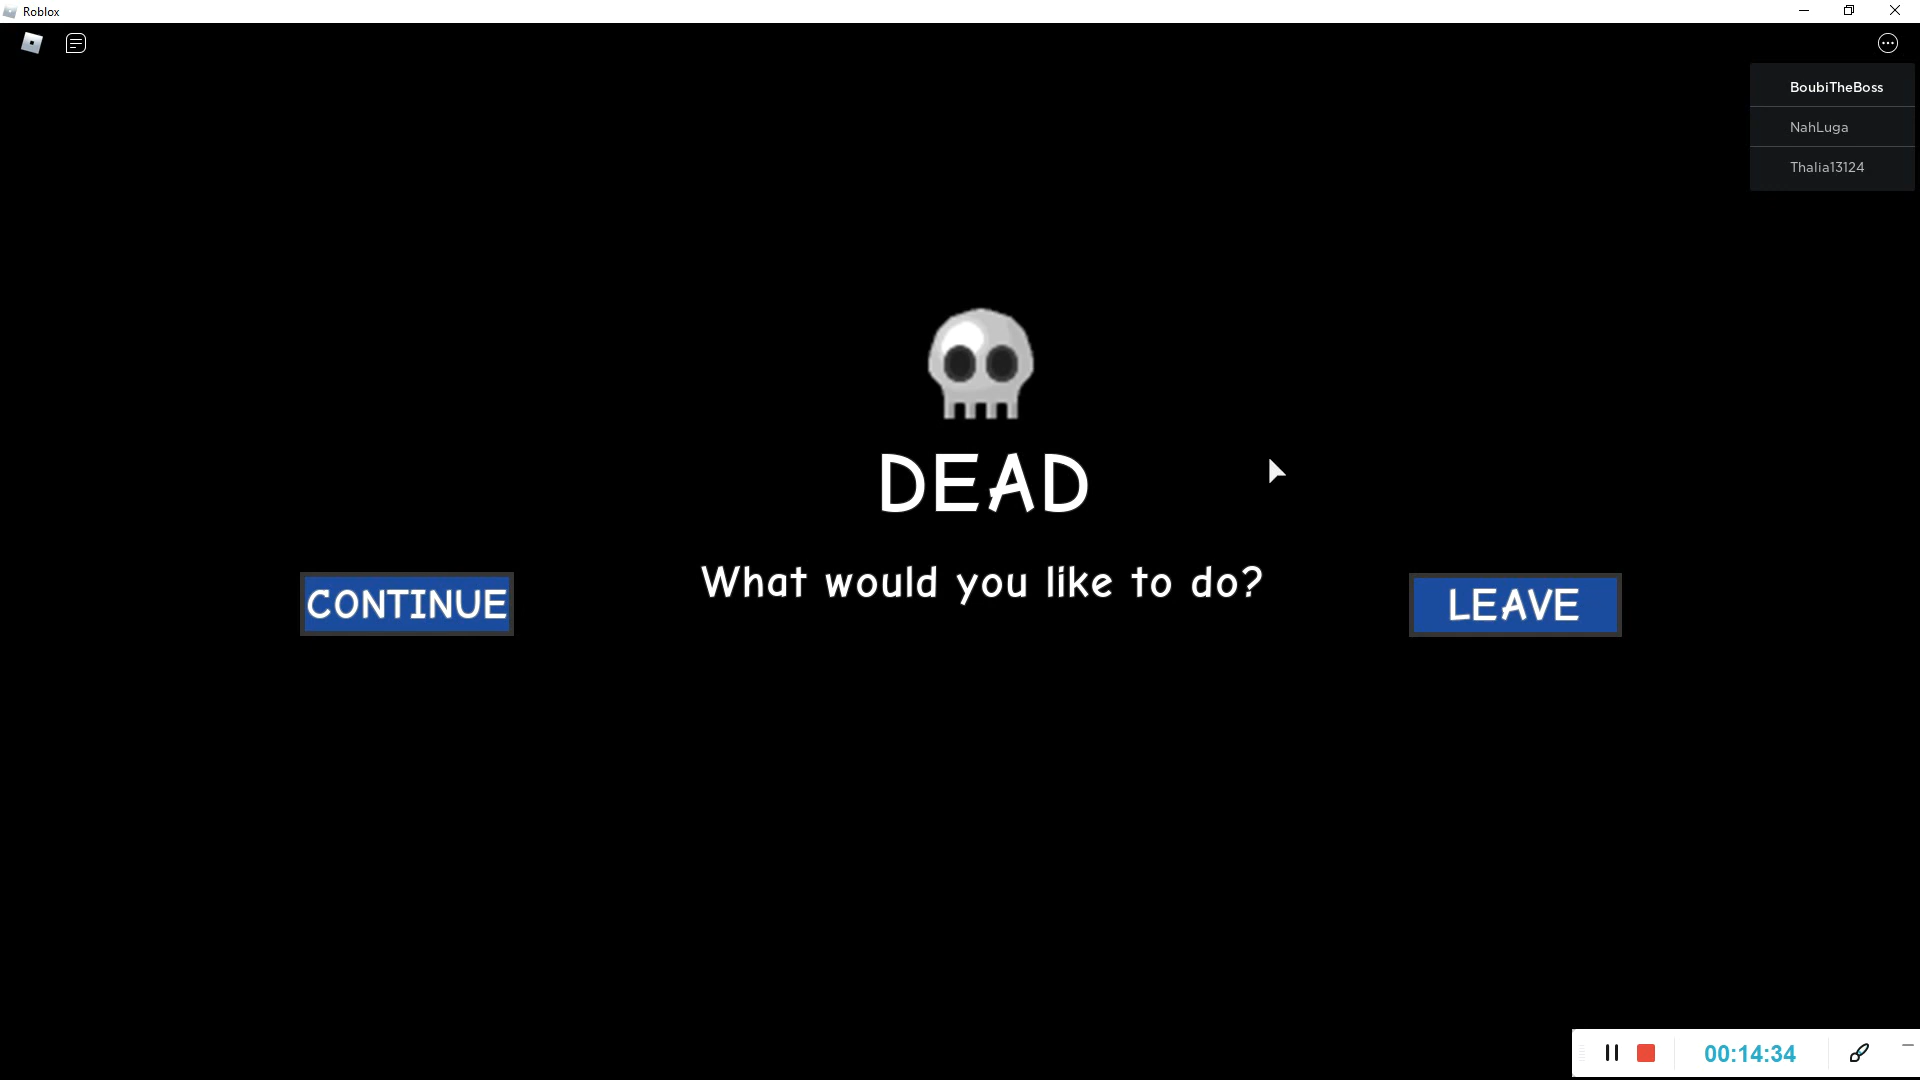 Roblox
BoubiTheBoss
NahLuga
Thalia13124
DEAD
What would you like to do?
CONTINUE
LEAVE
00:14:34